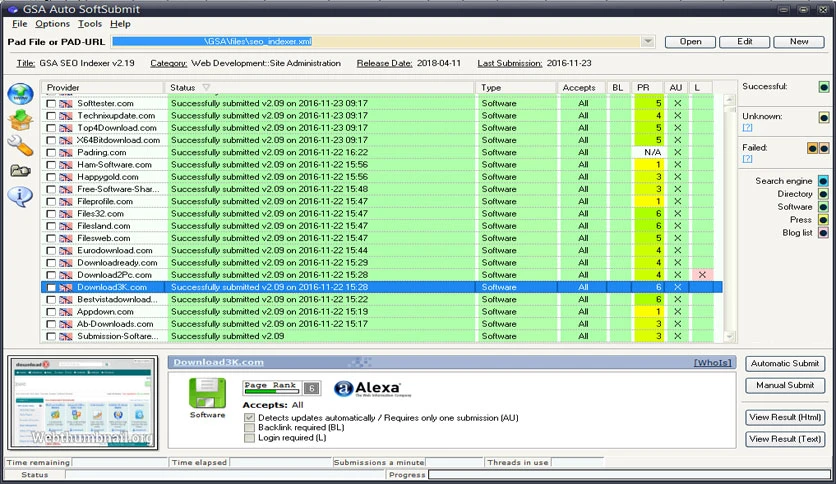 GSA Auto SoftSubmit
File Options Tools Help
Pad File or PAD-URL \GSA\files\seo_indexer.xml Open Edit New
Title: GSA SEO Indexer v2.19 Category: Web Development::Site Administration Release Date: 2018-04-11 Last Submission: 2016-11-23
Provider Status Type Accepts BL PR AU L
Softtester.com Successfully submitted v2.09 on 2016-11-23 09:17 Software All 5 X
Technixupdate.com Successfully submitted v2.09 on 2016-11-23 09:17 Software All 4 X
Top4Download.com Successfully submitted v2.09 on 2016-11-23 09:17 Software All 5 X
X64Bitdownload.com Successfully submitted v2.09 on 2016-11-23 09:17 Software All 5 X
Padring.com Successfully submitted v2.09 on 2016-11-22 16:22 Software All N/A X
Ham-Software.com Successfully submitted v2.09 on 2016-11-22 15:56 Software All 1 X
Happygold.com Successfully submitted v2.09 on 2016-11-22 15:56 Software All 3 X
Free-Software-Shar... Successfully submitted v2.09 on 2016-11-22 15:48 Software All 3 X
Fileprofile.com Successfully submitted v2.09 on 2016-11-22 15:47 Software All 1 X
Files32.com Successfully submitted v2.09 on 2016-11-22 15:47 Software All 6 X
Filesland.com Successfully submitted v2.09 on 2016-11-22 15:47 Software All 6 X
Filesweb.com Successfully submitted v2.09 on 2016-11-22 15:47 Software All 5 X
Eurodownload.com Successfully submitted v2.09 on 2016-11-22 15:44 Software All 4 X
Downloadready.com Successfully submitted v2.09 on 2016-11-22 15:29 Software All 4 X
Download2Pc.com Successfully submitted v2.09 on 2016-11-22 15:28 Software All 4 X X
Download3K.com Successfully submitted v2.09 on 2016-11-22 15:28 Software All 6 X
Bestvistadownload... Successfully submitted v2.09 on 2016-11-22 15:22 Software All 6 X
Appdown.com Successfully submitted v2.09 on 2016-11-22 15:19 Software All 1 X
Ab-Downloads.com Successfully submitted v2.09 on 2016-11-22 15:17 Software All 3 X
Submission-Software... Successfully submitted v2.09 Software All 3 X
Successful:
Unknown:
[?]
Failed:
[?]
Search engine
Directory
Software
Press
Blog list
Download3K.com [WhoIs]
Software
Page Rank 6
Alexa
The Web Information Company
Accepts: All
Detects updates automatically / Requires only one submission (AU)
Backlink required (BL)
Login required (L)
Webthumbnail.org
Automatic Submit
Manual Submit
View Result (Html)
View Result (Text)
Time remaining Time elapsed Submissions a minute Threads in use
Status Progress